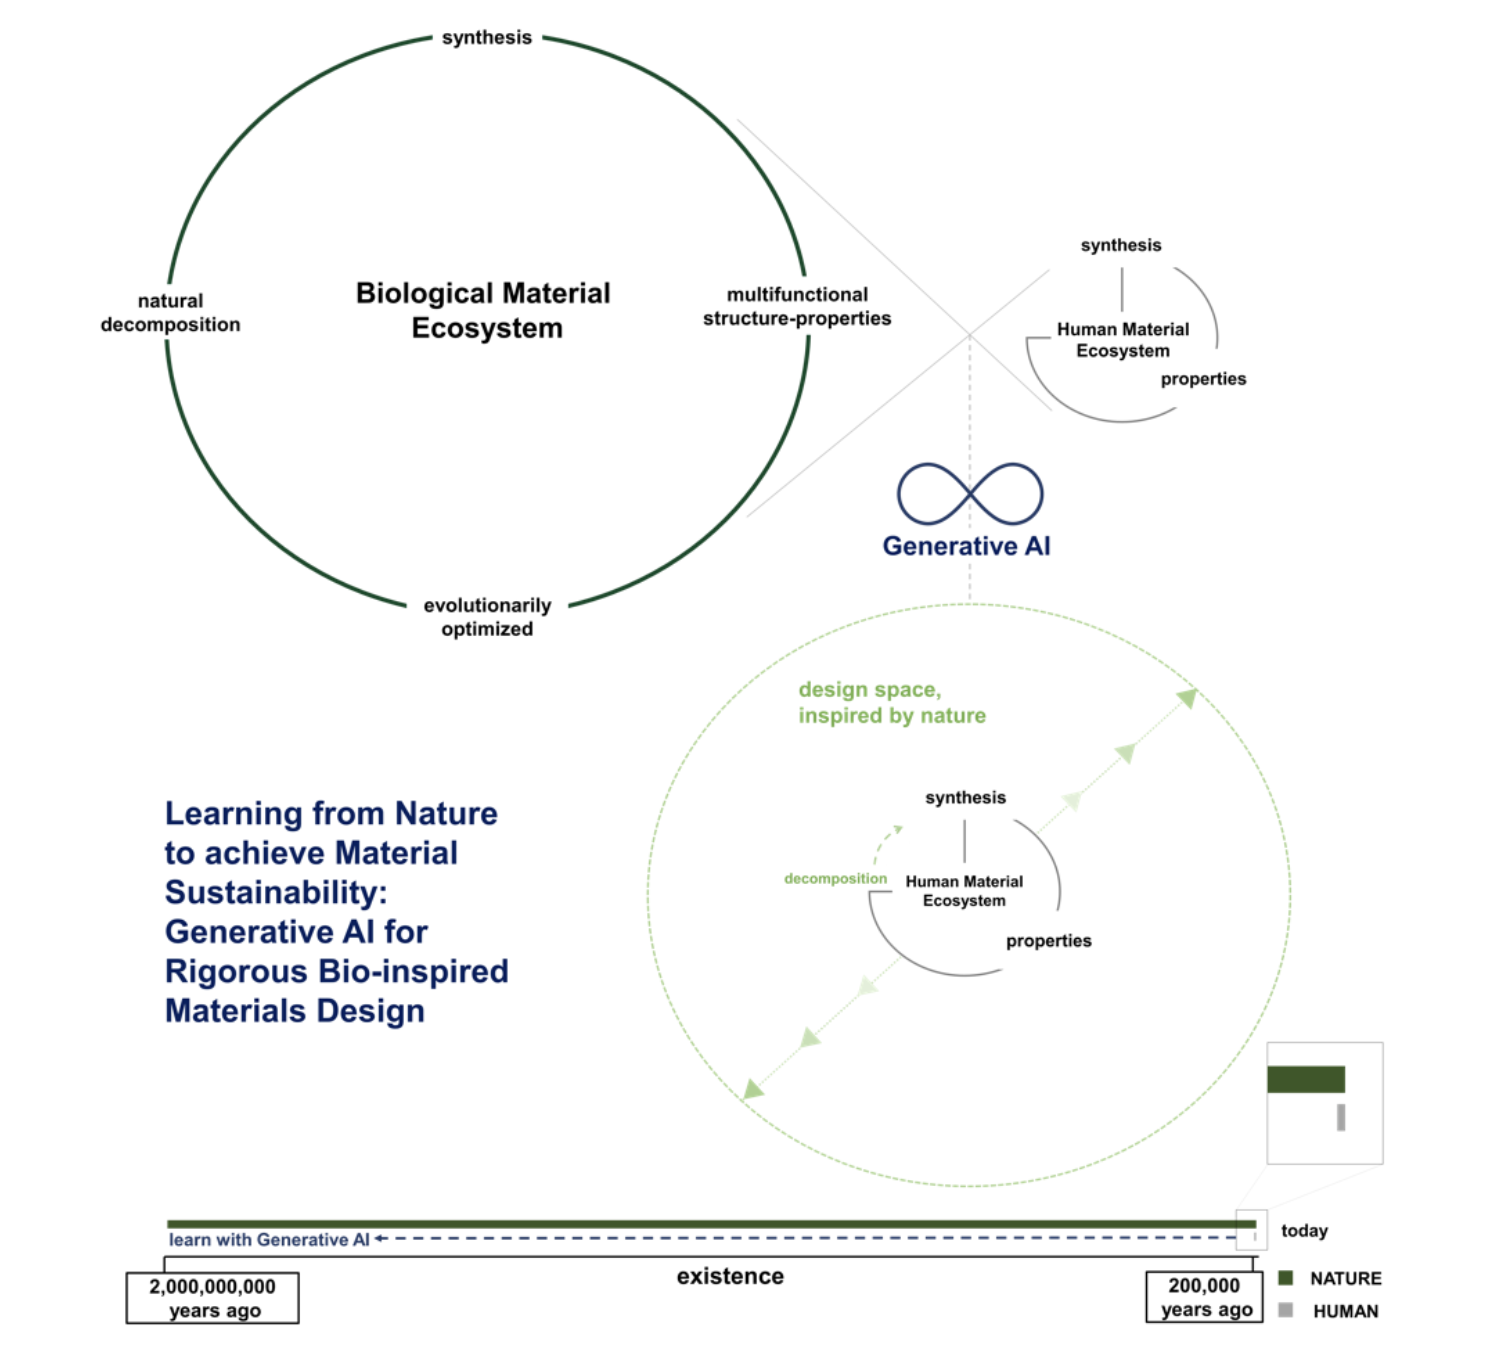 synthesis
natural
decomposition
Biological Material
Ecosystem
multifunctional
structure-properties
evolutionarily
optimized
synthesis
Human Material
Ecosystem
properties
Generative AI
design space,
inspired by nature
synthesis
decomposition
Human Material
Ecosystem
properties
Learning from Nature
to achieve Material
Sustainability:
Generative AI for
Rigorous Bio-inspired
Materials Design
learn with Generative AI
today
existence
2,000,000,000
years ago
200,000
years ago
NATURE
HUMAN